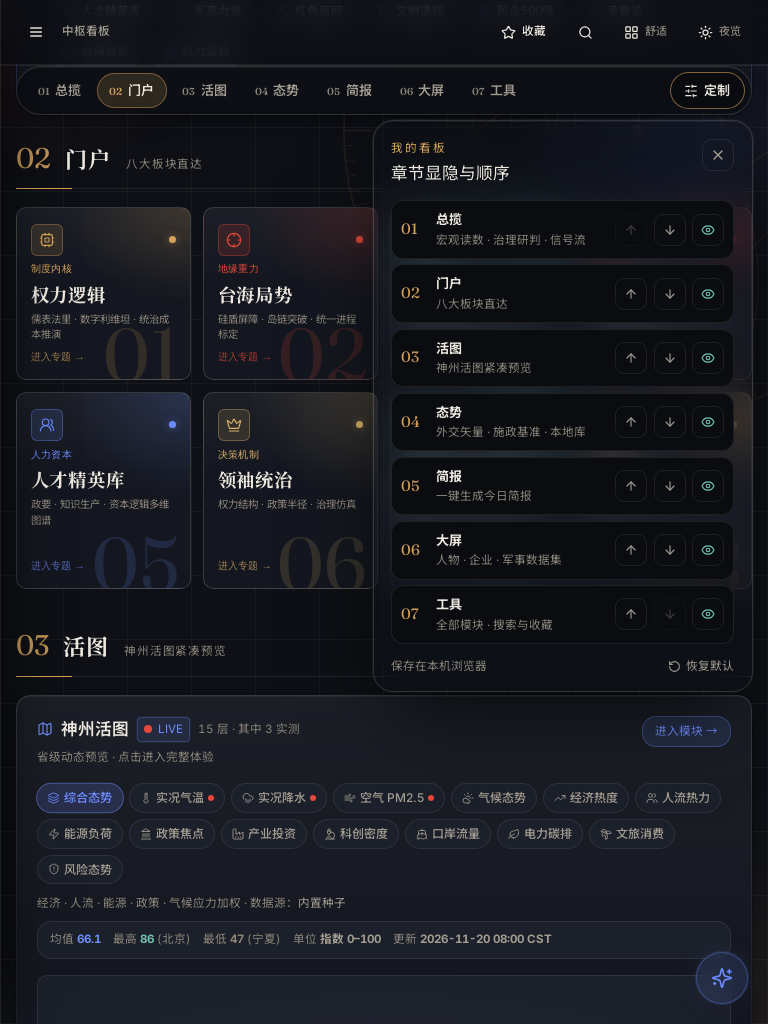 中枢看板
收藏
舒适
夜览
01 总揽
02 门户
03 活图
04 态势
05 简报
06 大屏
07 工具
定制
02 门户 八大板块直达
制度内核
权力逻辑
儒表法里 · 数字利维坦 · 统治成
本推演
进入专题 →
01
地缘重力
台海局势
硅盾屏障 · 岛链突破 · 统一进程
标定
进入专题 →
02
人力资本
人才精英库
政要 · 知识生产 · 资本逻辑多维
图谱
进入专题 →
05
决策机制
领袖统治
权力结构 · 政策半径 · 治理仿真
进入专题 →
06
我的看板
章节显隐与顺序
01 总揽
宏观读数 · 治理研判 · 信号流
02 门户
八大板块直达
03 活图
神州活图紧凑预览
04 态势
外交矢量 · 施政基准 · 本地库
05 简报
一键生成今日简报
06 大屏
人物 · 企业 · 军事数据集
07 工具
全部模块 · 搜索与收藏
保存在本机浏览器
恢复默认
03 活图 神州活图紧凑预览
神州活图 LIVE 15 层 · 其中 3 实测
进入模块 →
省级动态预览 · 点击进入完整体验
综合态势
实况气温
实况降水
空气 PM2.5
气候态势
经济热度
人流热力
能源负荷
政策焦点
产业投资
科创密度
口岸流量
电力碳排
文旅消费
风险态势
经济 · 人流 · 能源 · 政策 · 气候应力加权 · 数据源：内置种子
均值 66.1 最高 86 (北京) 最低 47 (宁夏) 单位 指数 0–100 更新 2026-11-20 08:00 CST